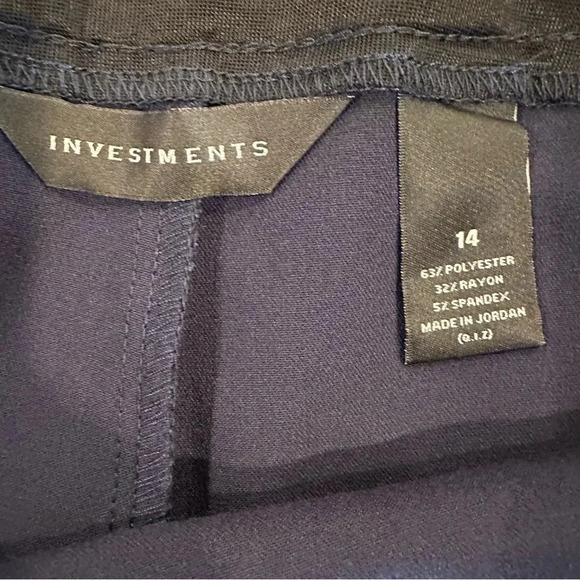 INVESTMENTS
14
63% POLYESTER
32% RAYON
5% SPANDEX
MADE IN JORDAN
(Q.I.Z)